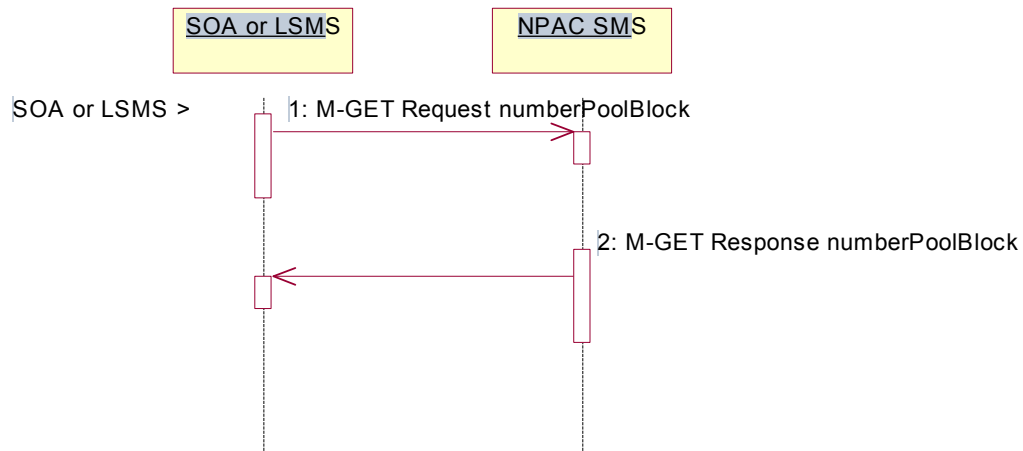 SOA or LSMS
NPAC SMS
SOA or LSMS >
1: M-GET Request numberPoolBlock
2: M-GET Response numberPoolBlock